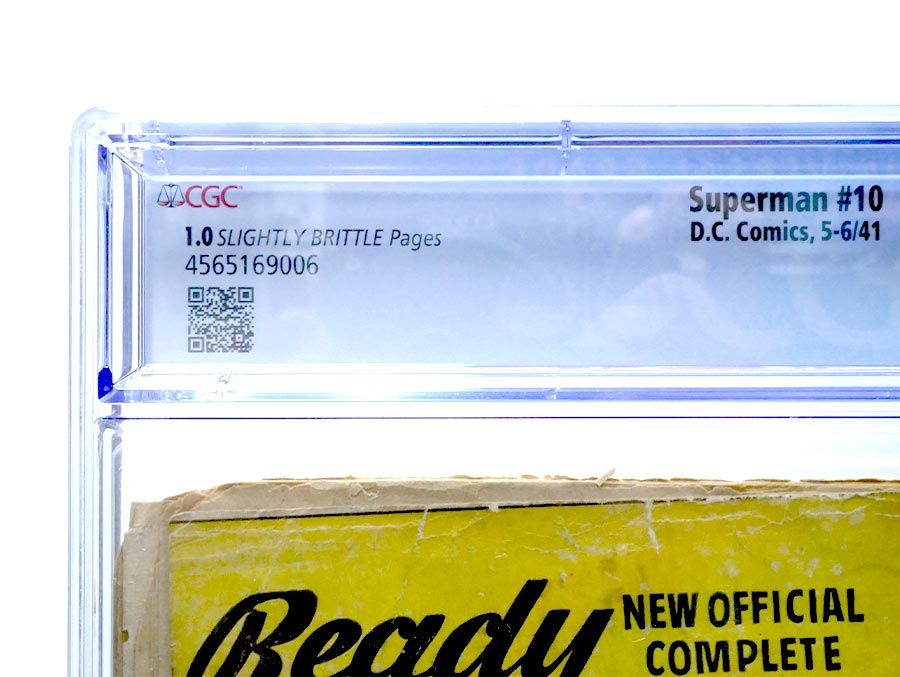 CGC
1.0 SLIGHTLY BRITTLE Pages
4565169006
Superman #10
D.C. Comics, 5-6/41
Ready
NEW OFFICIAL
COMPLETE